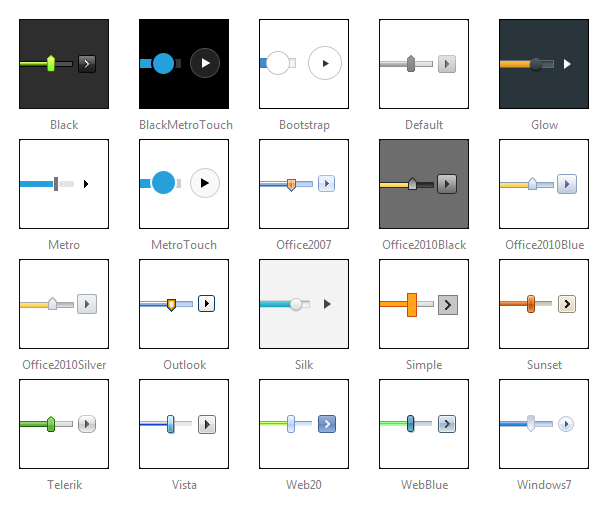 Black
BlackMetroTouch
Bootstrap
Default
Glow
Metro
MetroTouch
Office2007
Office2010Black
Office2010Blue
Office2010Silver
Outlook
Silk
Simple
Sunset
Telerik
Vista
Web20
WebBlue
Windows7